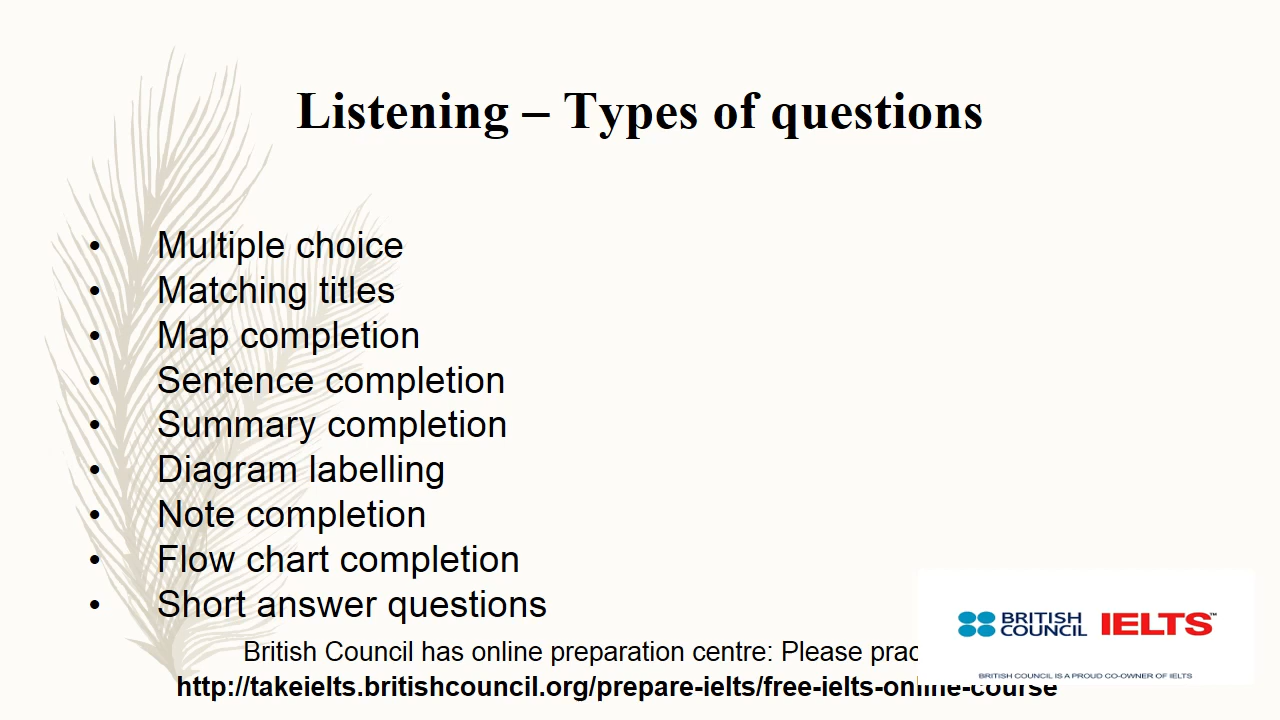 Listening – Types of questions
• Multiple choice
• Matching titles
• Map completion
• Sentence completion
• Summary completion
• Diagram labelling
• Note completion
• Flow chart completion
• Short answer questions
British Council has online preparation centre: Please
http://takeielts.britishcouncil.org/prepare-ielts/free-ielts-online-course
BRITISH COUNCIL IELTS™
BRITISH COUNCIL IS A PROUD CO-OWNER OF IELTS